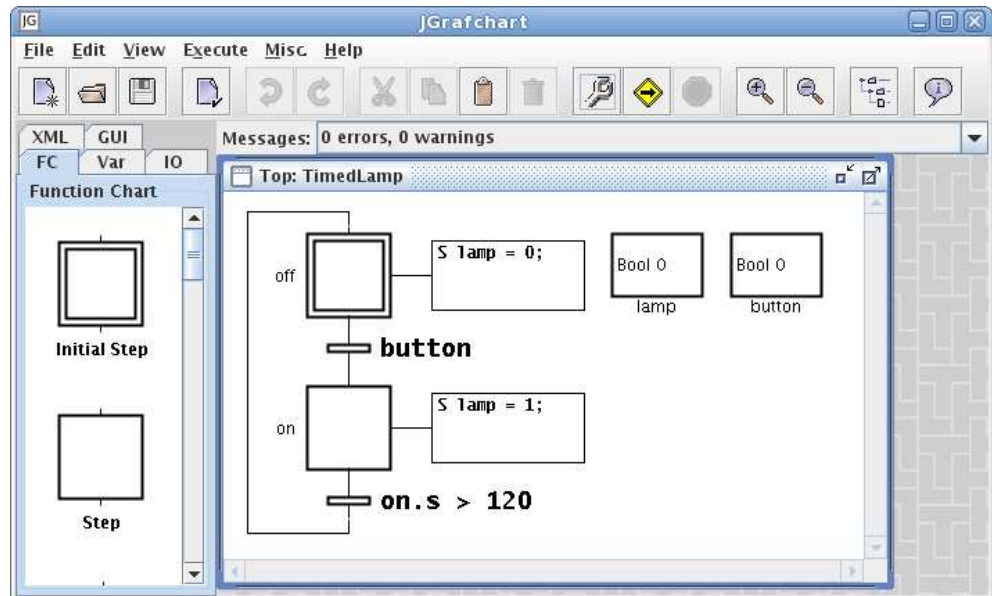 JG JGrafchart
File Edit View Execute Misc. Help
XML GUI
Messages: 0 errors, 0 warnings
FC Var IO
Function Chart
Top: TimedLamp
Initial Step
Step
off
S lamp = 0;
Bool 0
lamp
Bool 0
button
button
on
S lamp = 1;
on.s > 120